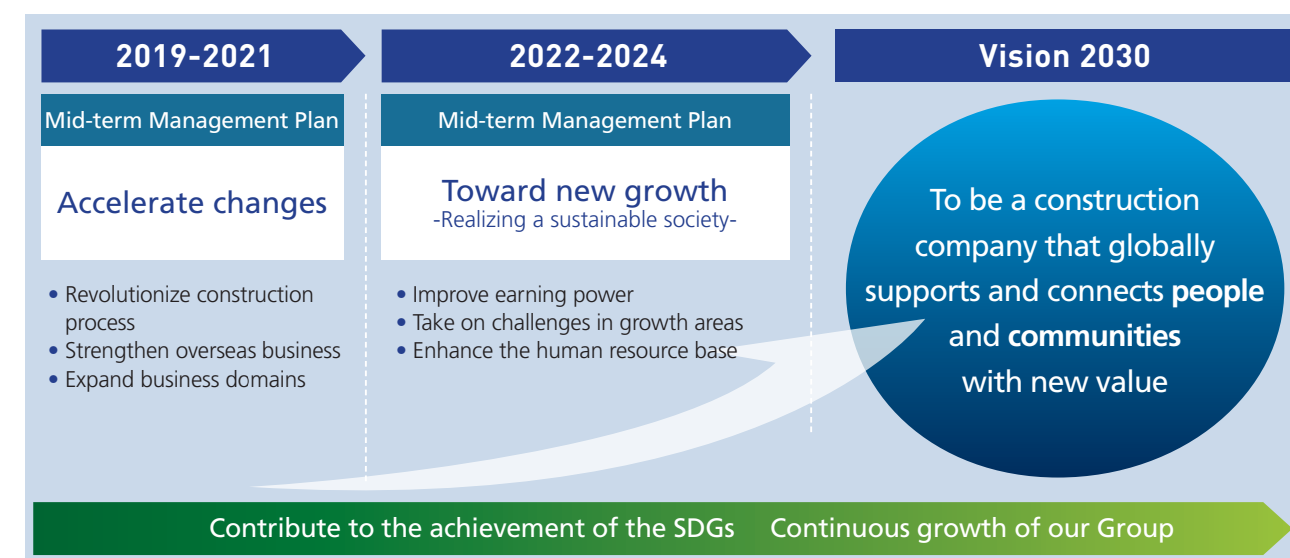 2019-2021
Mid-term Management Plan
Accelerate changes
• Revolutionize construction
process
• Strengthen overseas business
• Expand business domains
2022-2024
Mid-term Management Plan
Toward new growth
-Realizing a sustainable society-
• Improve earning power
• Take on challenges in growth areas
• Enhance the human resource base
Vision 2030
To be a construction
company that globally
supports and connects people
and communities
with new value
Contribute to the achievement of the SDGs Continuous growth of our Group